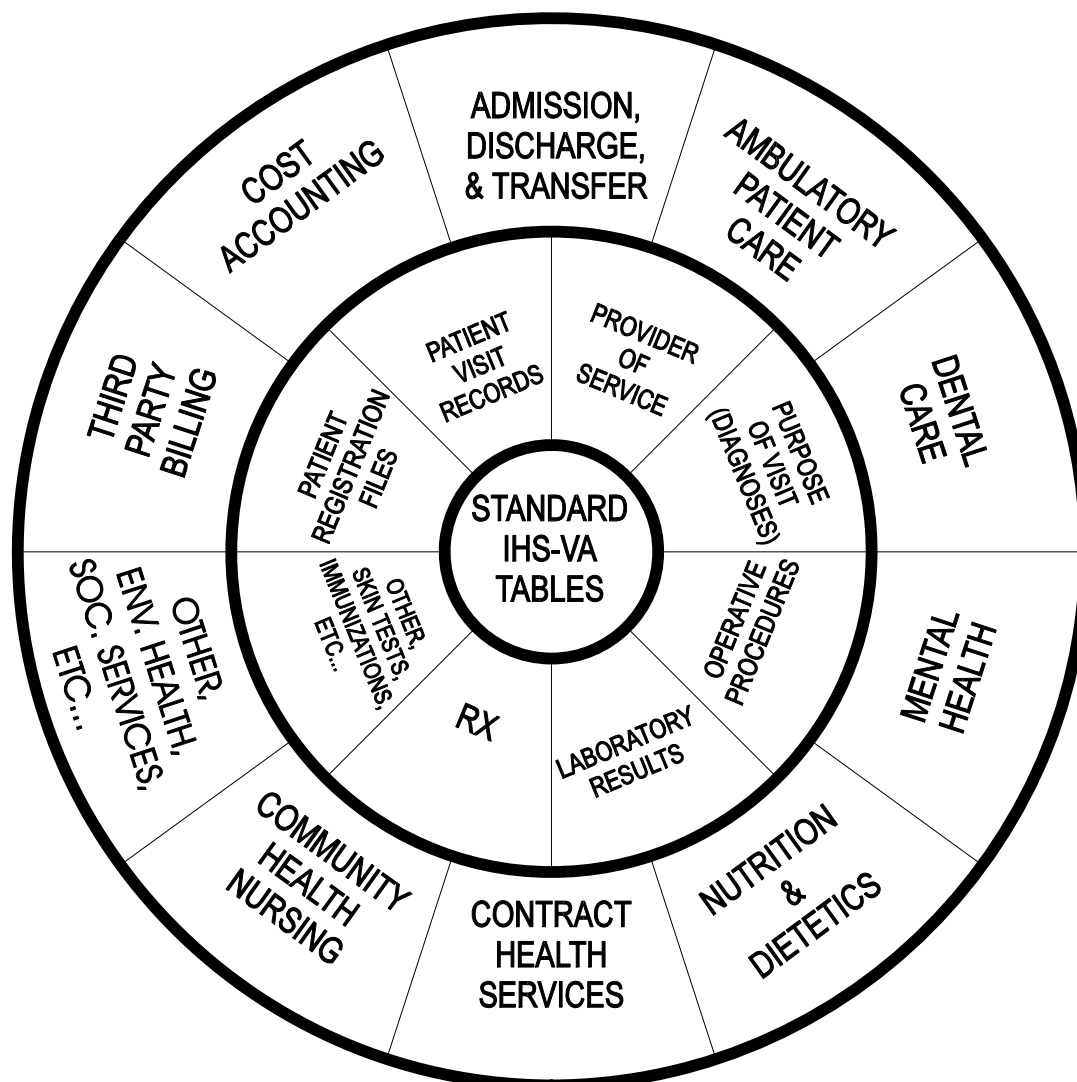 ADMISSION,
DISCHARGE,
& TRANSFER
AMBULATORY
PATIENT
CARE
DENTAL
CARE
MENTAL
HEALTH
NUTRITION
&
DIETETICS
CONTRACT
HEALTH
SERVICES
COMMUNITY
HEALTH
NURSING
OTHER,
ENV. HEALTH,
SOC. SERVICES,
ETC...
THIRD
PARTY
BILLING
COST
ACCOUNTING
PROVIDER
OF
SERVICE
PURPOSE
OF VISIT
(DIAGNOSES)
OPERATIVE
PROCEDURES
LABORATORY
RESULTS
RX
OTHER,
SKIN TESTS,
IMMUNIZATIONS,
ETC...
PATIENT
REGISTRATION
FILES
PATIENT
VISIT
RECORDS
STANDARD
IHS-VA
TABLES